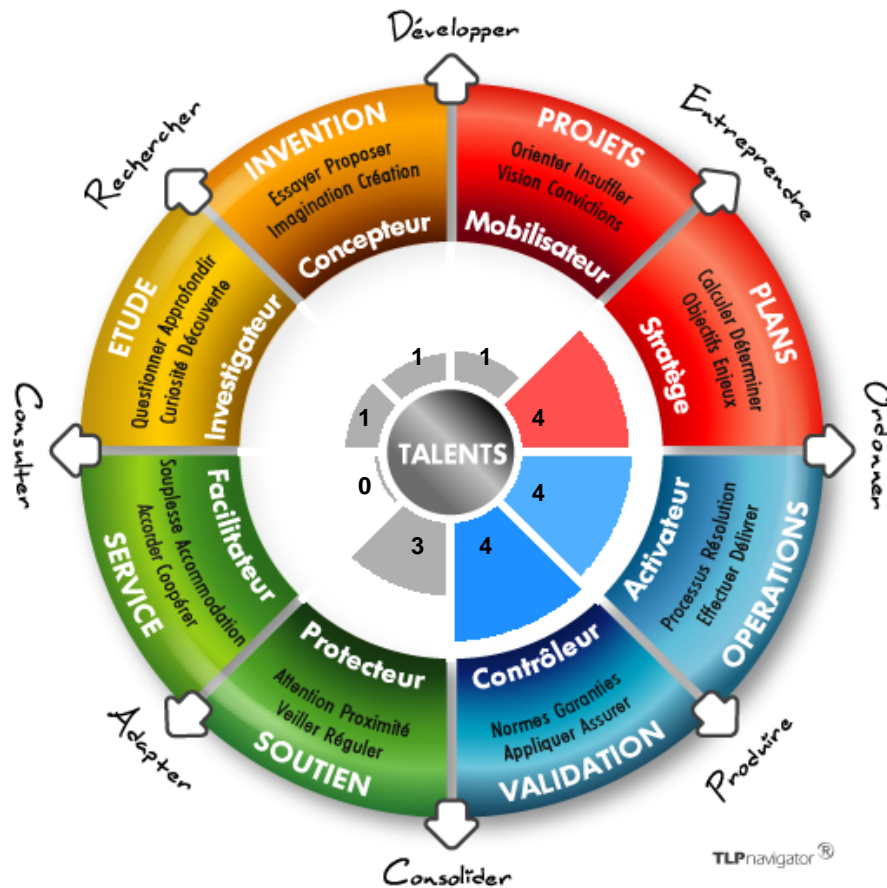 Développer
Entreprendre
Ordonner
Produire
Consolider
Adapter
Consulter
Rechercher
INVENTION
Essayer Proposer
Imagination Création
Concepteur
PROJETS
Orienter Insuffler
Vision Convictions
Mobilisateur
PLANS
Calculer Déterminer
Objectifs Enjeux
Stratège
OPERATIONS
Processus Résolution
Effectuer Délivrer
Activateur
Contrôleur
Normes Garanties
Appliquer Assurer
VALIDATION
Protecteur
Attention Proximité
Veiller Réguler
SOUTIEN
Facilitateur
Souplesse Accommodation
Accorder Coopérer
SERVICE
ETUDE
Questionner Approfondir
Curiosité Découverte
Investigateur
1
1
4
4
4
3
0
1
TALENTS
TLPnavigator ®